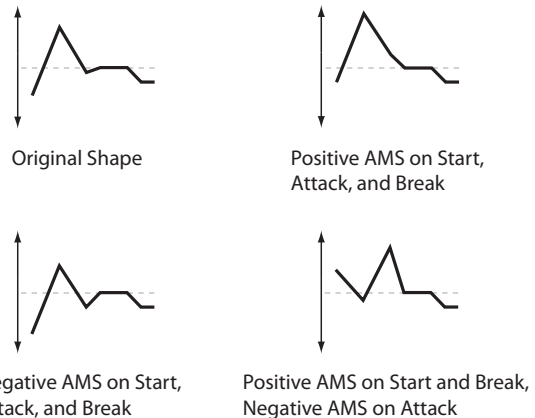 Original Shape
Positive AMS on Start,
Attack, and Break
egative AMS on Start,
tack, and Break
Positive AMS on Start and Break,
Negative AMS on Attack